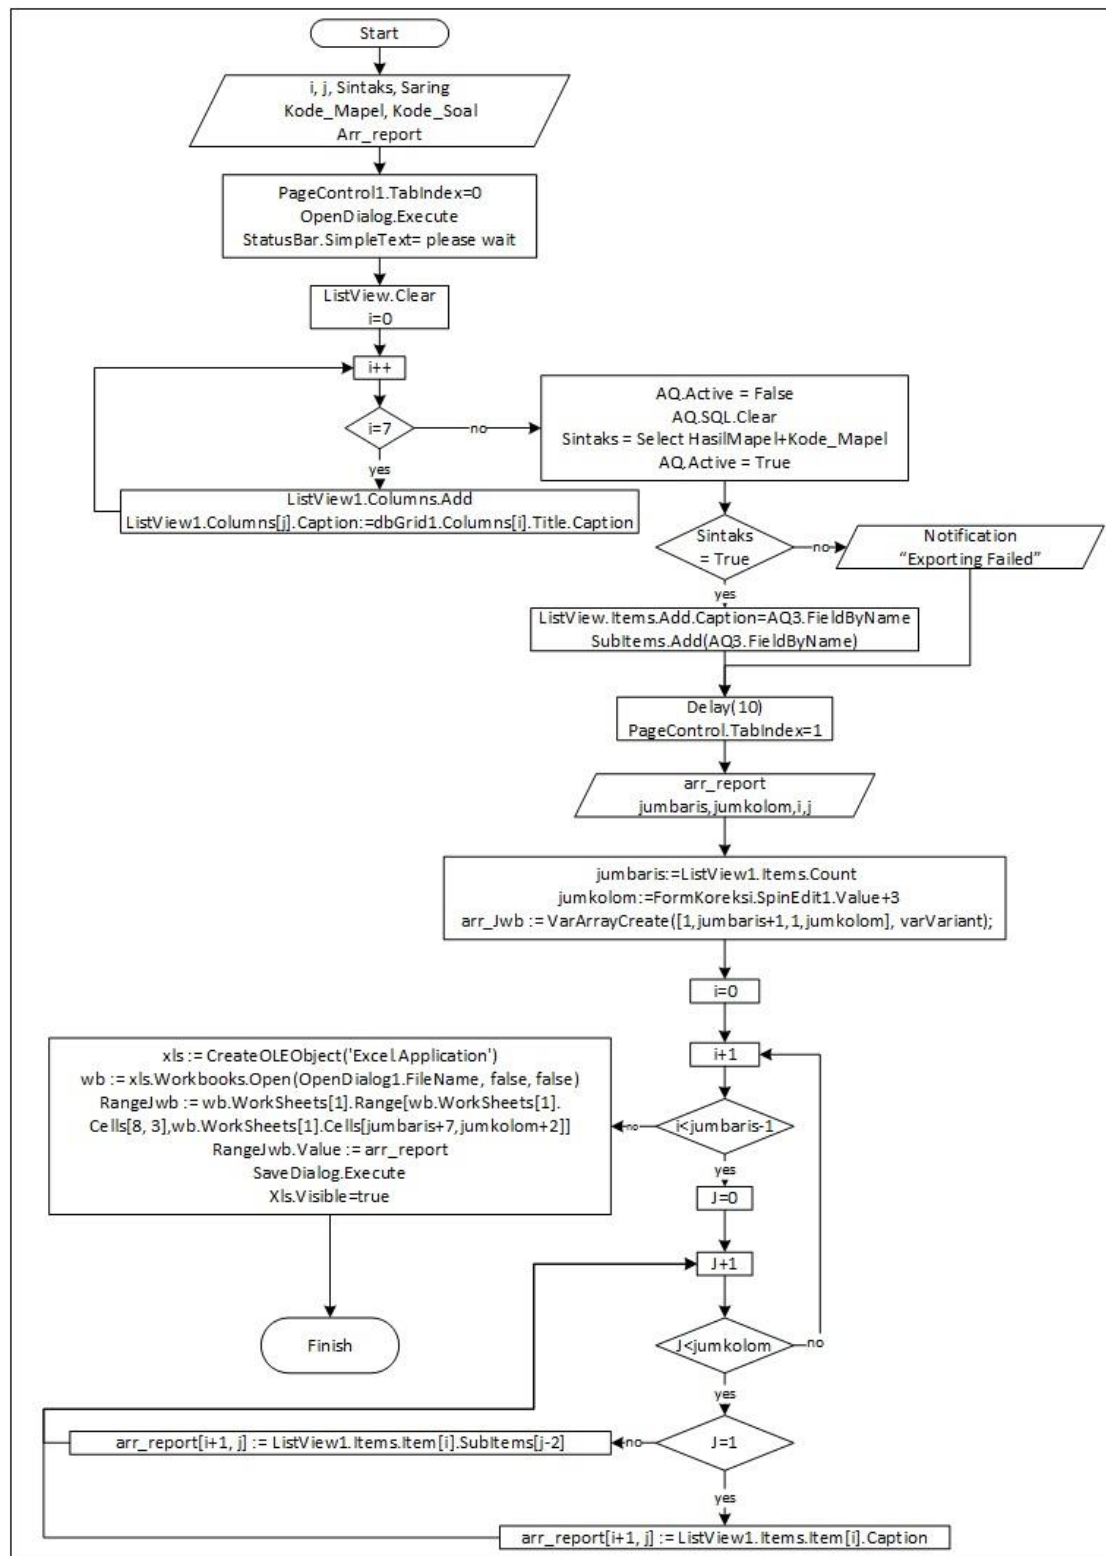 Start
i, j, Sintaks, Saring
Kode_Mapel, Kode_Soal
Arr_report
PageControl1.TabIndex=0
OpenDialog.Execute
StatusBar.SimpleText= please wait
ListView.Clear
i=0
i++
i=7
no
yes
ListView1.Columns.Add
ListView1.Columns[j].Caption:=dbGrid1.Columns[i].Title.Caption
AQ.Active = False
AQ.SQL.Clear
Sintaks = Select HasilMapel+Kode_Mapel
AQ.Active = True
Sintaks
= True
no
Notification
“Exporting Failed”
yes
ListView.Items.Add.Caption=AQ3.FieldByName
SubItems.Add(AQ3.FieldByName)
Delay(10)
PageControl.TabIndex=1
arr_report
jumbaris,jumkolom,i,j
jumbaris:=ListView1.Items.Count
jumkolom:=FormKoreksi.SpinEdit1.Value+3
arr_Jwb := VarArrayCreate([1,jumbaris+1,1,jumkolom], varVariant);
i=0
i+1
i<jumbaris-1
no
xls := CreateOLEObject('Excel.Application')
wb := xls.Workbooks.Open(OpenDialog1.FileName, false, false)
RangeJwb := wb.WorkSheets[1].Range[wb.WorkSheets[1].
Cells[8, 3],wb.WorkSheets[1].Cells[jumbaris+7,jumkolom+2]]
RangeJwb.Value := arr_report
SaveDialog.Execute
Xls.Visible=true
Finish
yes
J=0
J+1
J<jumkolom
no
yes
J=1
no
arr_report[i+1, j] := ListView1.Items.Item[i].SubItems[j-2]
yes
arr_report[i+1, j] := ListView1.Items.Item[i].Caption